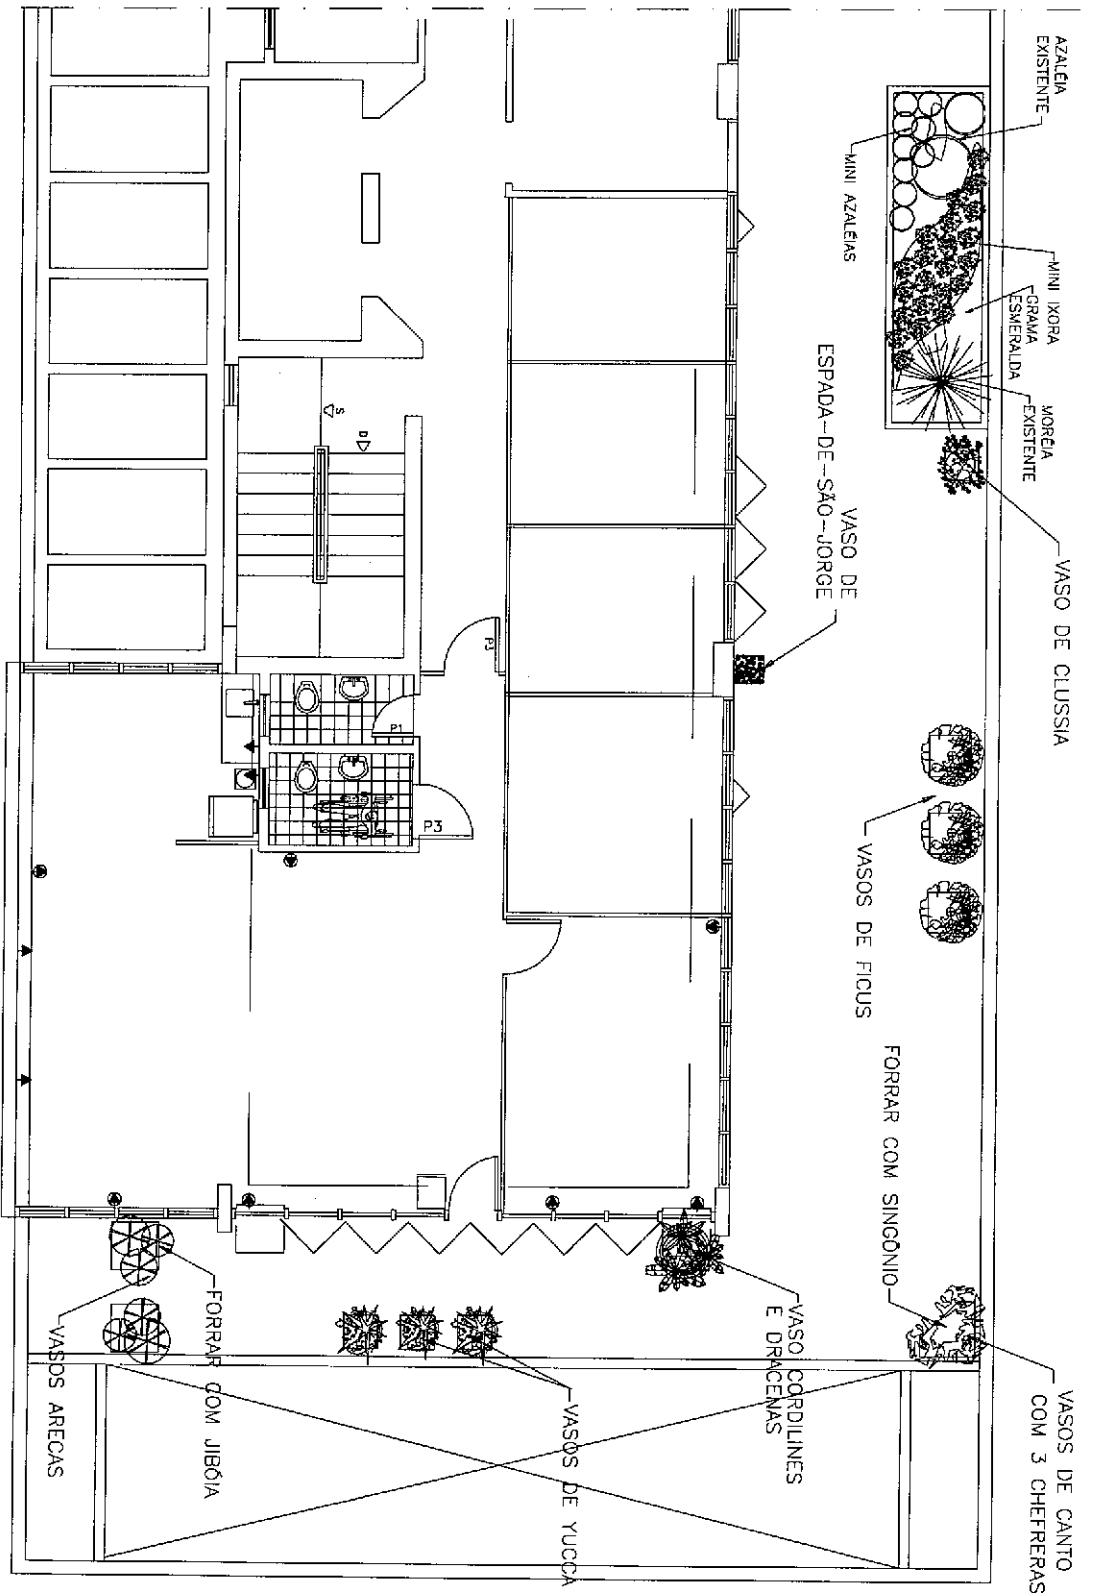 AZALÉIA
EXISTENTE
MINI AZALÉIAS
MINI IXORA
GRAMA
ESMERALDA
MORÉIA
EXISTENTE
VASO DE CLUSSIA
VASO DE
ESPADA-DE-SÃO-JORGE
VASOS DE FICUS
FORRAR COM SINGÔNIO
VASOS DE CANTO
COM 3 CHEFRERAS
VASO CORDILINES
E DRACENAS
VASOS DE YUCCA
FORRAR COM JIBÓIA
VASOS ARECAS
S
D
P3
P1
P3